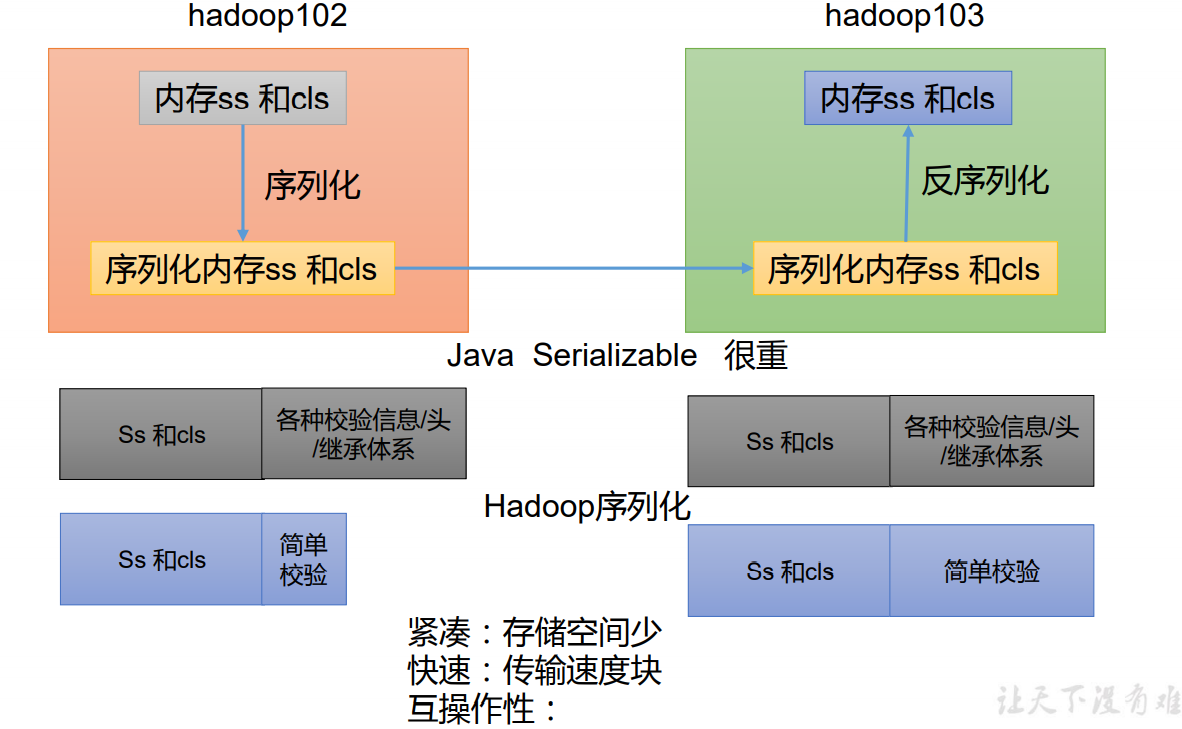 hadoop102
hadoop103
内存ss 和cls
内存ss 和cls
序列化
反序列化
序列化内存ss 和cls
序列化内存ss 和cls
Java Serializable 很重
Ss 和cls
各种校验信息/头
/继承体系
Ss 和cls
各种校验信息/头
/继承体系
Hadoop序列化
Ss 和cls
简单
校验
Ss 和cls
简单校验
紧凑：存储空间少
快速：传输速度块
互操作性：
让天下没有难